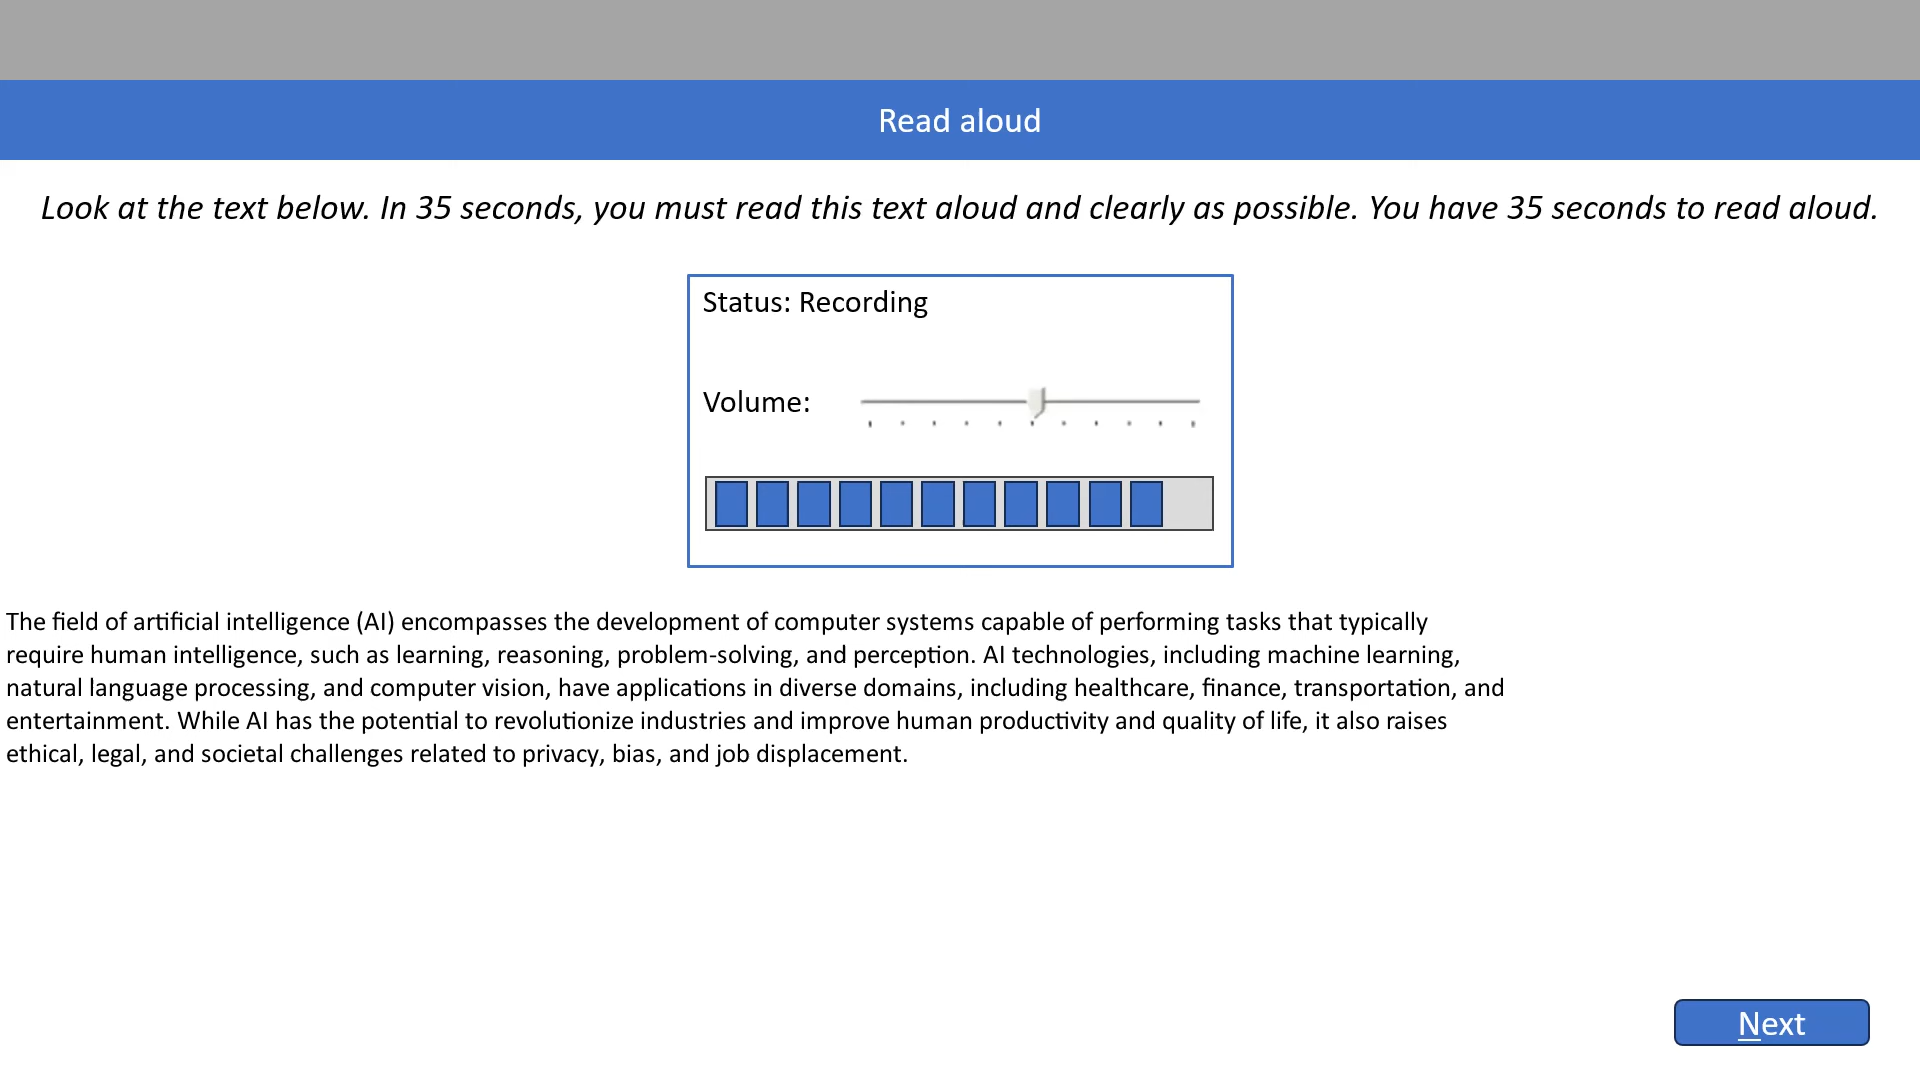 Read aloud
Look at the text below. In 35 seconds, you must read this text aloud and clearly as possible. You have 35 seconds to read aloud.
Status: Recording
Volume:
The field of artificial intelligence (AI) encompasses the development of computer systems capable of performing tasks that typically
require human intelligence, such as learning, reasoning, problem-solving, and perception. AI technologies, including machine learning,
natural language processing, and computer vision, have applications in diverse domains, including healthcare, finance, transportation, and
entertainment. While AI has the potential to revolutionize industries and improve human productivity and quality of life, it also raises
ethical, legal, and societal challenges related to privacy, bias, and job displacement.
Next